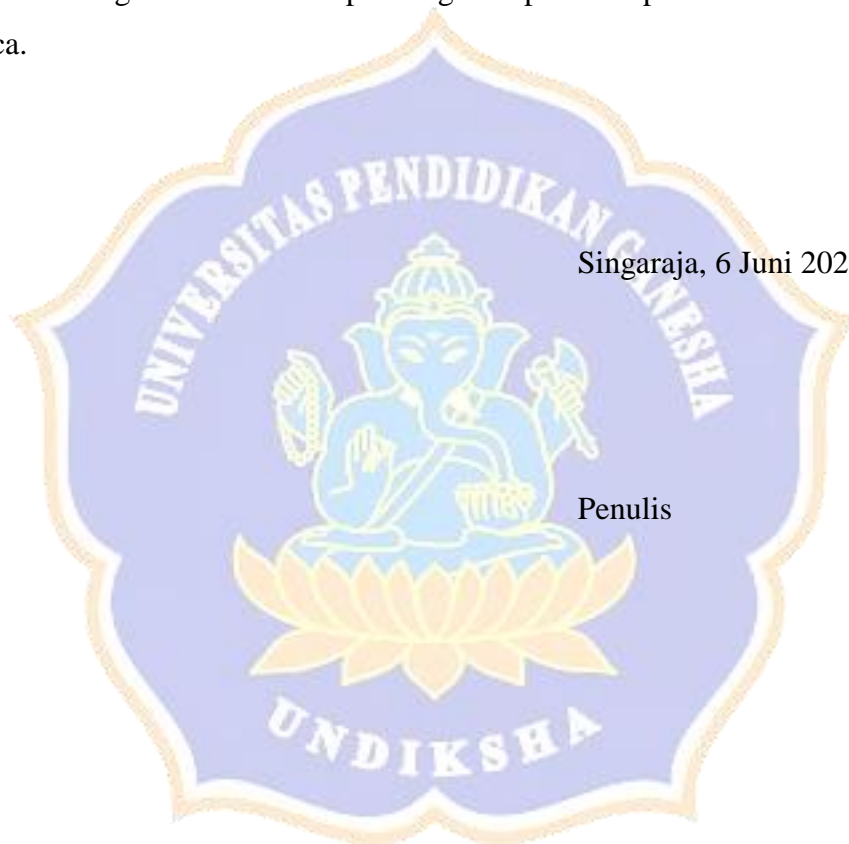 ca.
UNIVERSITAS PENDIDIKAN GANESHA
Singaraja, 6 Juni 202
Penulis
UNDIKSHA